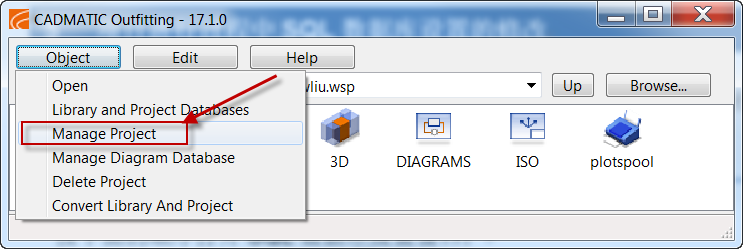 CADMATIC Outfitting - 17.1.0
Object Edit Help
Open
liu.wsp Up Browse...
Library and Project Databases
Manage Project
Manage Diagram Database
Delete Project
Convert Library And Project
3D DIAGRAMS ISO plotspool